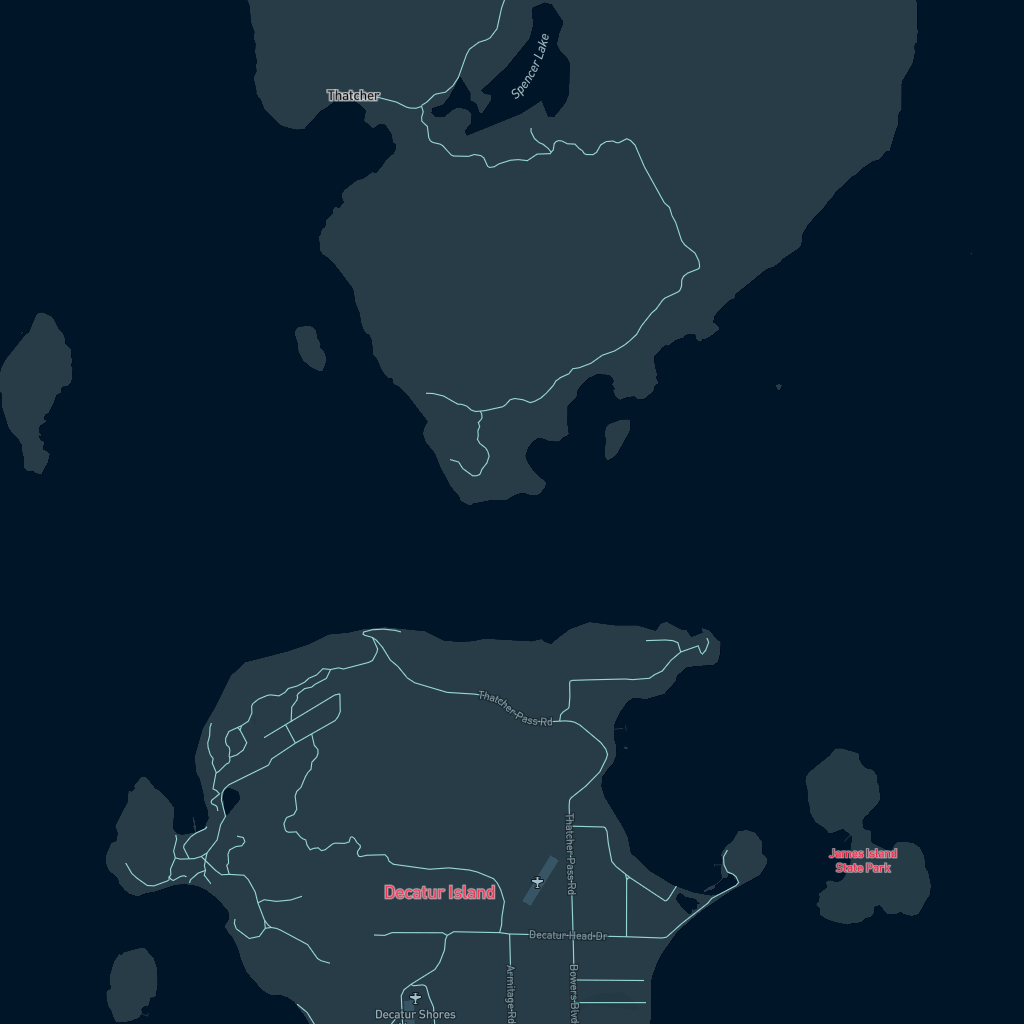 Spencer Lake
Thatcher
Thatcher Pass Rd
Thatcher Pass Rd
James Island
State Park
Decatur Island
Decatur Head Dr
Armitage Rd
Bowers Blvd
Decatur Shores